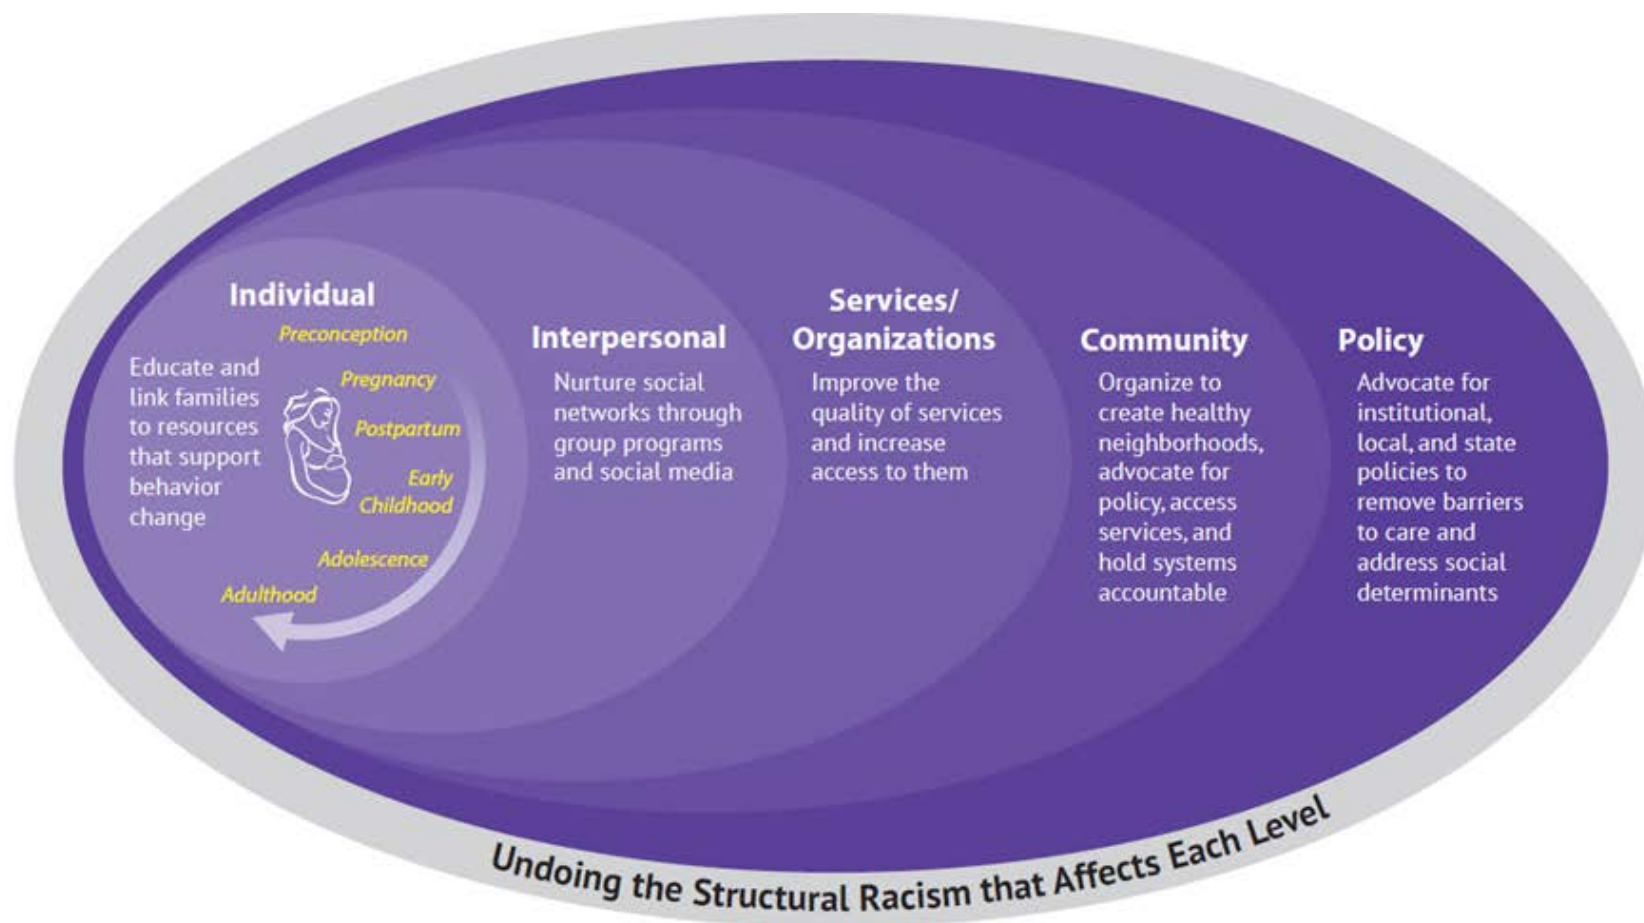 Individual
Preconception
Educate and
link families
to resources
that support
behavior
change
Pregnancy
Postpartum
Early
Childhood
Adolescence
Adulthood
Interpersonal
Nurture social
networks through
group programs
and social media
Services/
Organizations
Improve the
quality of services
and increase
access to them
Community
Organize to
create healthy
neighborhoods,
advocate for
policy, access
services, and
hold systems
accountable
Policy
Advocate for
institutional,
local, and state
policies to
remove barriers
to care and
address social
determinants
Undoing the Structural Racism that Affects Each Level